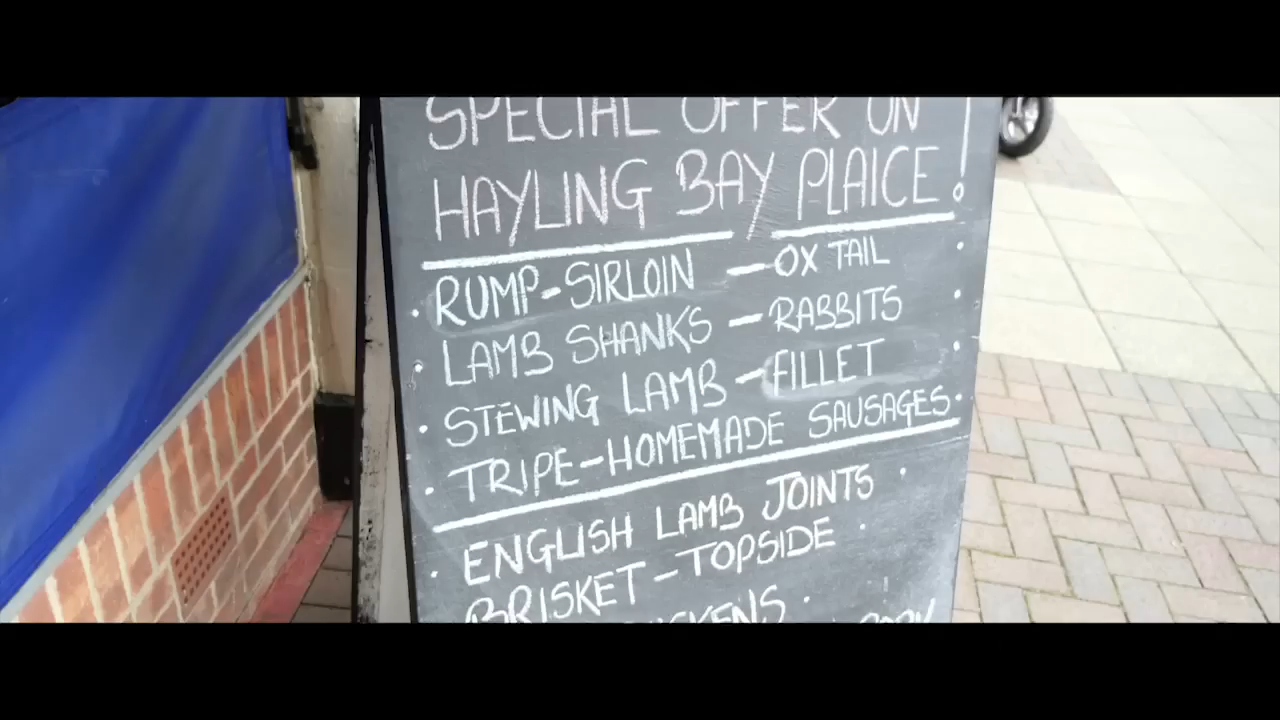 SPECIAL OFFER ON
HAYLING BAY PLAICE!
• RUMP-SIRLOIN - OX TAIL •
• LAMB SHANKS - RABBITS •
• STEWING LAMB - FILLET •
• TRIPE-HOMEMADE SAUSAGES •
• ENGLISH LAMB JOINTS •
BRISKET - TOPSIDE •